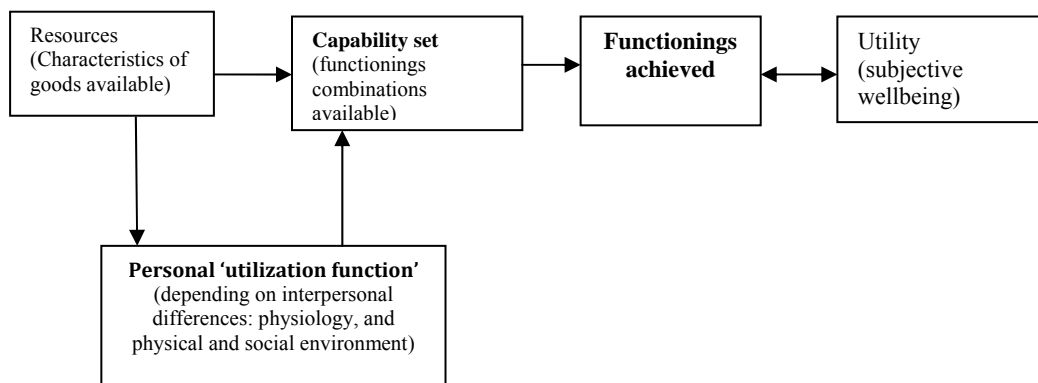 Resources
(Characteristics of
goods available)
Capability set
(functionings
combinations
available)
Functionings
achieved
Utility
(subjective
wellbeing)
Personal ‘utilization function’
(depending on interpersonal
differences: physiology, and
physical and social environment)